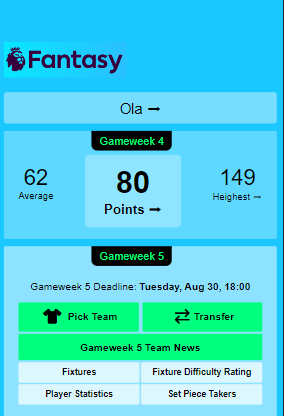 Fantasy
Ola →
Gameweek 4
62
Average
80
Points →
149
Heighest →
Gameweek 5
Gameweek 5 Deadline: Tuesday, Aug 30, 18:00
Pick Team
Transfer
Gameweek 5 Team News
Fixtures
Fixture Difficulty Rating
Player Statistics
Set Piece Takers